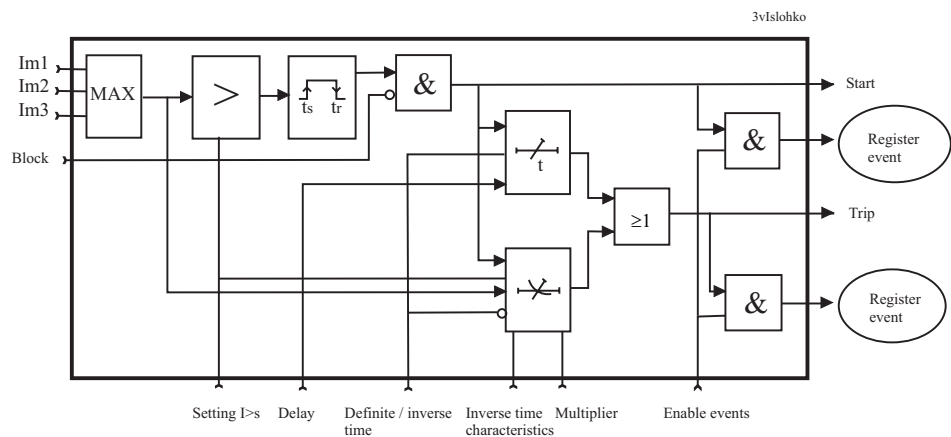 3vIslohko
Im1
Im2
Im3
MAX
>
ts
tr
&
Start
Block
&
Register
event
t
≥1
Trip
&
Register
event
Setting I>s
Delay
Definite / inverse
time
Inverse time
characteristics
Multiplier
Enable events